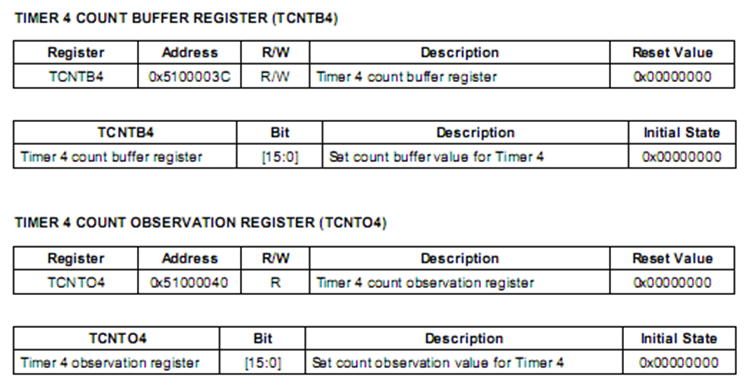 TIMER 4 COUNT BUFFER REGISTER (TCNTB4)
Register Address R/W Description Reset Value
TCNTB4 0x5100003C R/W Timer 4 count buffer register 0x00000000
TCNTB4 Bit Description Initial State
Timer 4 count buffer register [15:0] Set count buffer value for Timer 4 0x00000000
TIMER 4 COUNT OBSERVATION REGISTER (TCNTO4)
Register Address R/W Description Reset Value
TCNTO4 0x51000040 R Timer 4 count observation register 0x00000000
TCNTO4 Bit Description Initial State
Timer 4 observation register [15:0] Set count observation value for Timer 4 0x00000000